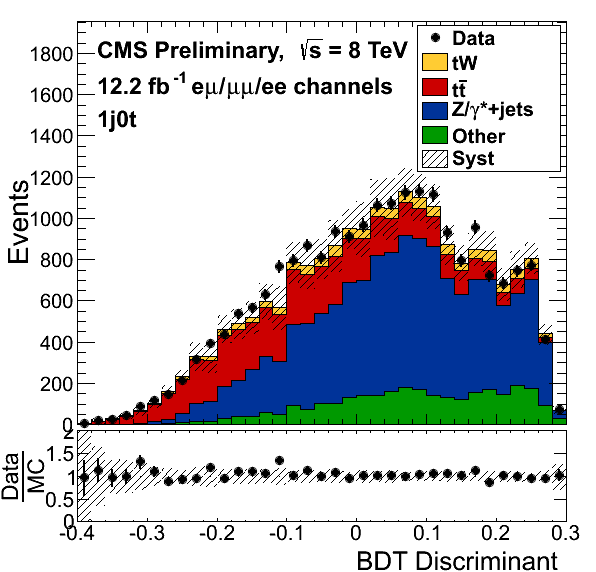 CMS Preliminary, √s = 8 TeV
12.2 fb⁻¹ eμ/μμ/ee channels
1j0t
Data
tW
tt̄
Z/γ*+jets
Other
Syst
Events
1800
1600
1400
1200
1000
800
600
400
200
0
Data/MC
2
1.5
1
0.5
0
-0.4 -0.3 -0.2 -0.1 0 0.1 0.2 0.3
BDT Discriminant